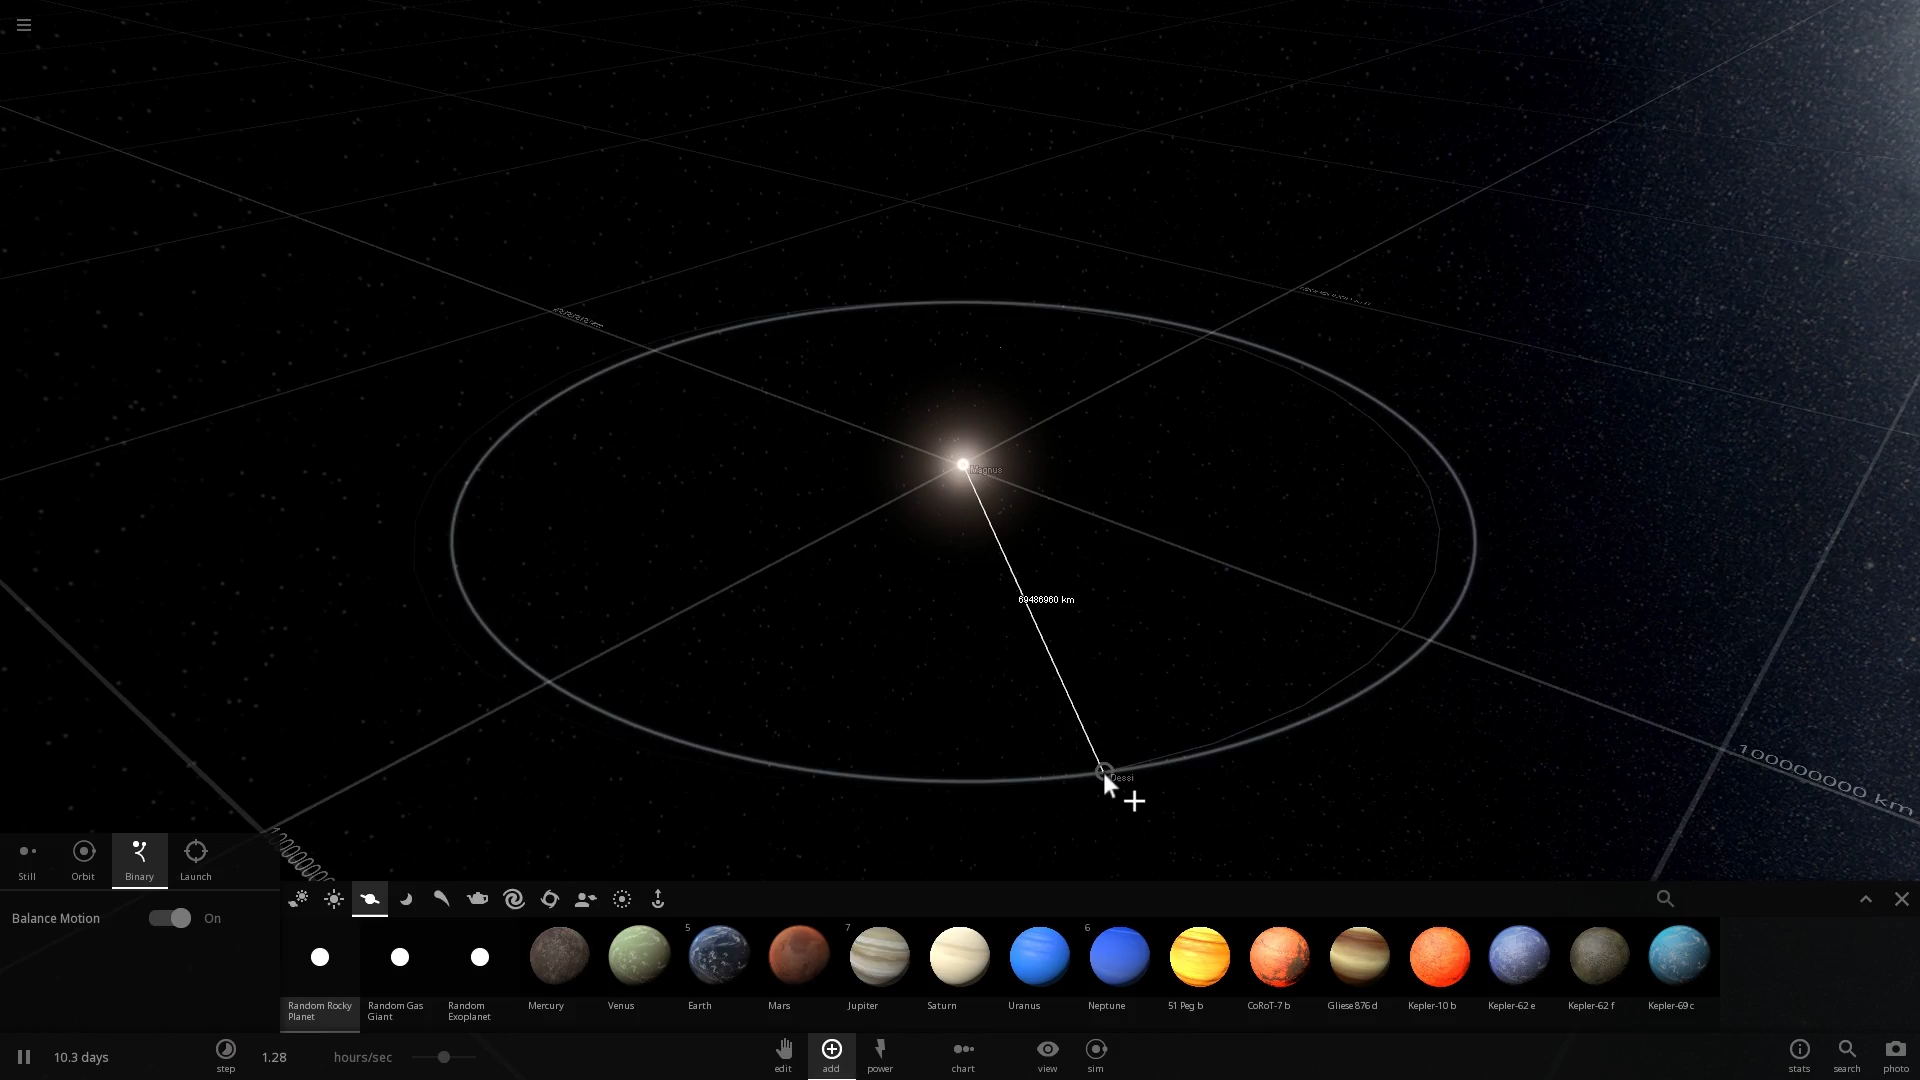 Magnus
69486960 km
Dessi
10000000 km
Still
Orbit
Binary
Launch
Balance Motion
On
5
7
6
Random Rocky
Planet
Random Gas
Giant
Random
Exoplanet
Mercury
Venus
Earth
Mars
Jupiter
Saturn
Uranus
Neptune
51 Peg b
CoRoT-7 b
Gliese 876 d
Kepler-10 b
Kepler-62 e
Kepler-62 f
Kepler-69 c
10.3 days
step
1.28
hours/sec
edit
add
power
chart
view
sim
stats
search
photo